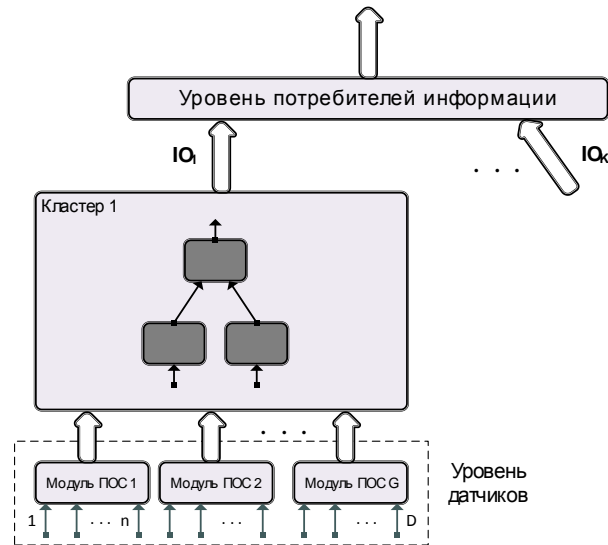 Уровень потребителей информации
IO₁
. . .
IOₖ
Кластер 1
. . .
Модуль ПОС 1
Модуль ПОС 2
Модуль ПОС G
Уровень
датчиков
1 . . . n . . . . . . D